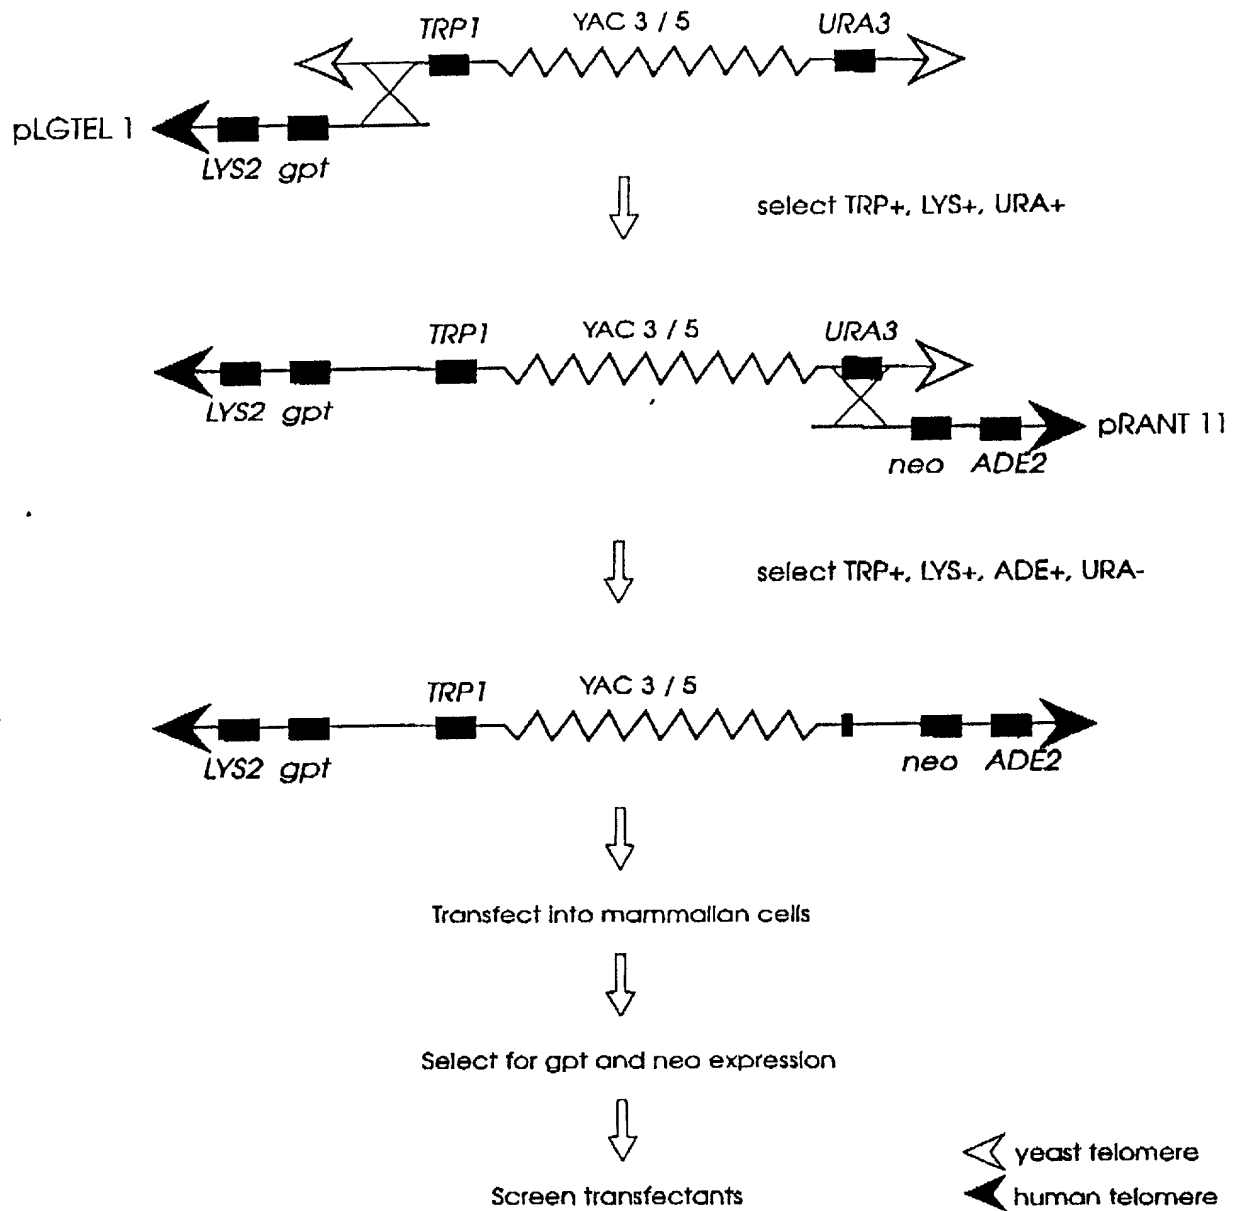 TRP1 YAC 3 / 5 URA3
pLGTEL 1
LYS2 gpt
select TRP+, LYS+, URA+
TRP1 YAC 3 / 5 URA3
LYS2 gpt
pRANT 11
neo ADE2
select TRP+, LYS+, ADE+, URA-
TRP1 YAC 3 / 5
LYS2 gpt neo ADE2
Transfect into mammalian cells
Select for gpt and neo expression
yeast telomere
Screen transfectants
human telomere